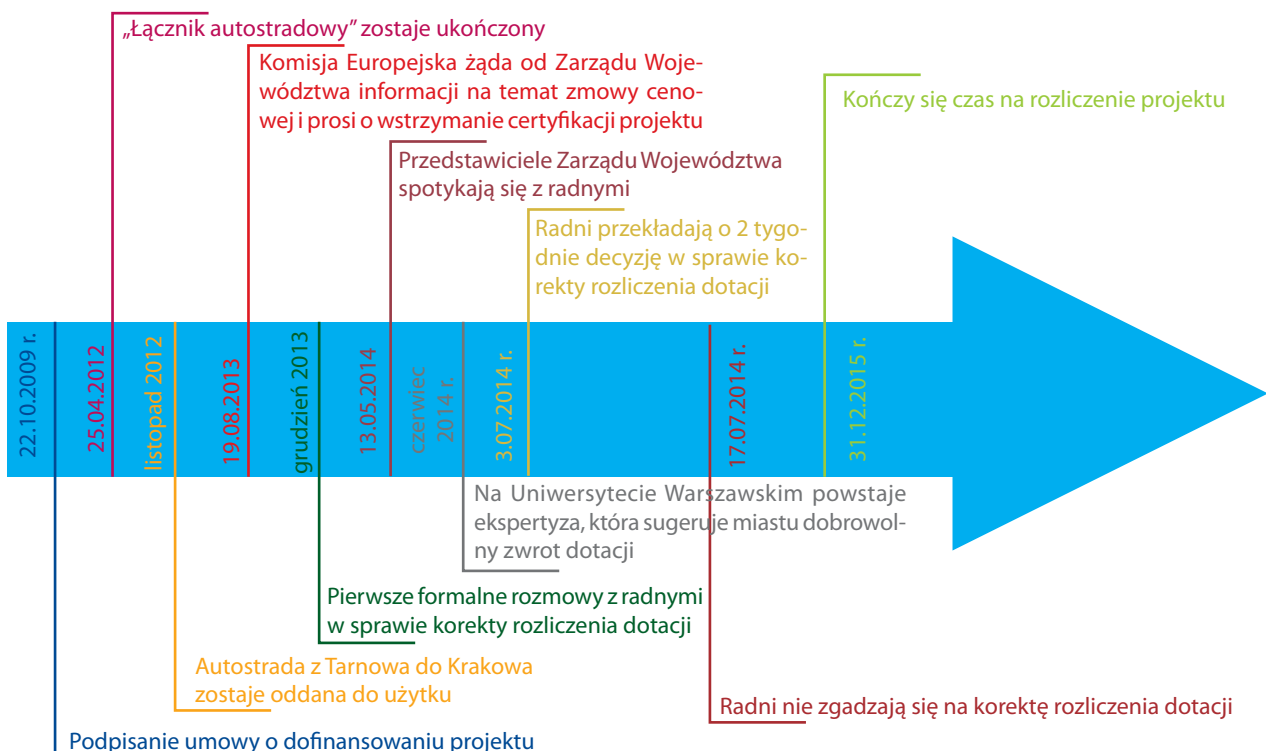 „Łącznik autostradowy” zostaje ukończony
Komisja Europejska żąda od Zarządu Woje-
wództwa informacji na temat zmowy ceno-
wej i prosi o wstrzymanie certyfikacji projektu
Kończy się czas na rozliczenie projektu
Przedstawiciele Zarządu Województwa
spotykają się z radnymi
Radni przekładają o 2 tygo-
dnie decyzję w sprawie ko-
rekty rozliczenia dotacji
22.10.2009 r.
25.04.2012
listopad 2012
19.08.2013
grudzień 2013
13.05.2014
czerwiec
2014 r.
3.07.2014 r.
17.07.2014 r.
31.12.2015 r.
Na Uniwersytecie Warszawskim powstaje
ekspertyza, która sugeruje miastu dobrowol-
ny zwrot dotacji
Pierwsze formalne rozmowy z radnymi
w sprawie korekty rozliczenia dotacji
Autostrada z Tarnowa do Krakowa
zostaje oddana do użytku
Radni nie zgadzają się na korektę rozliczenia dotacji
Podpisanie umowy o dofinansowaniu projektu